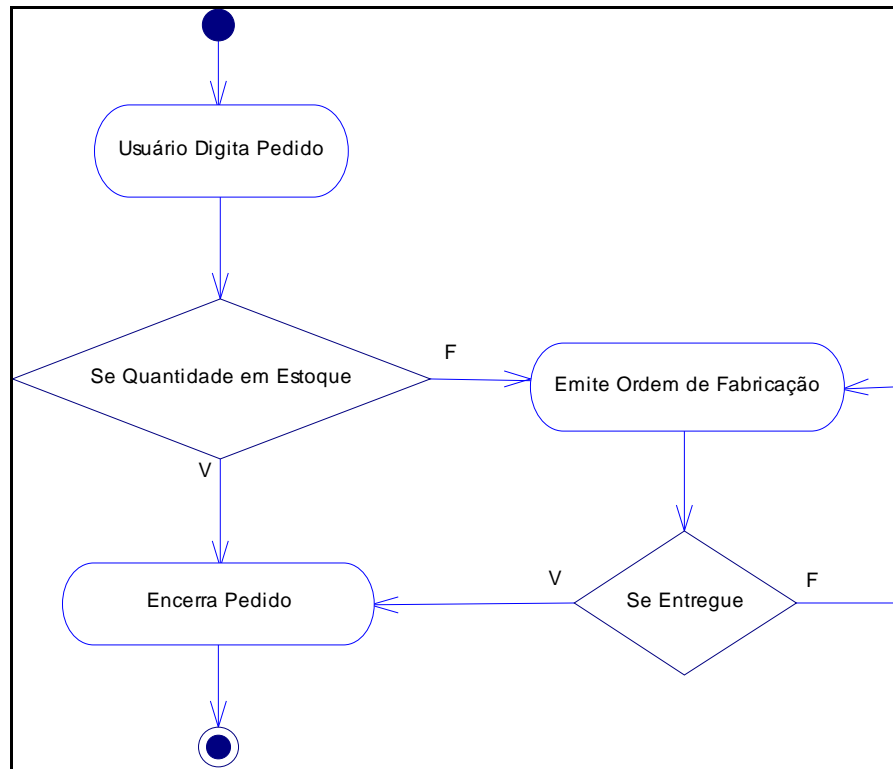 Usuário Digita Pedido
F
Se Quantidade em Estoque
Emite Ordem de Fabricação
V
V
F
Encerra Pedido
Se Entregue